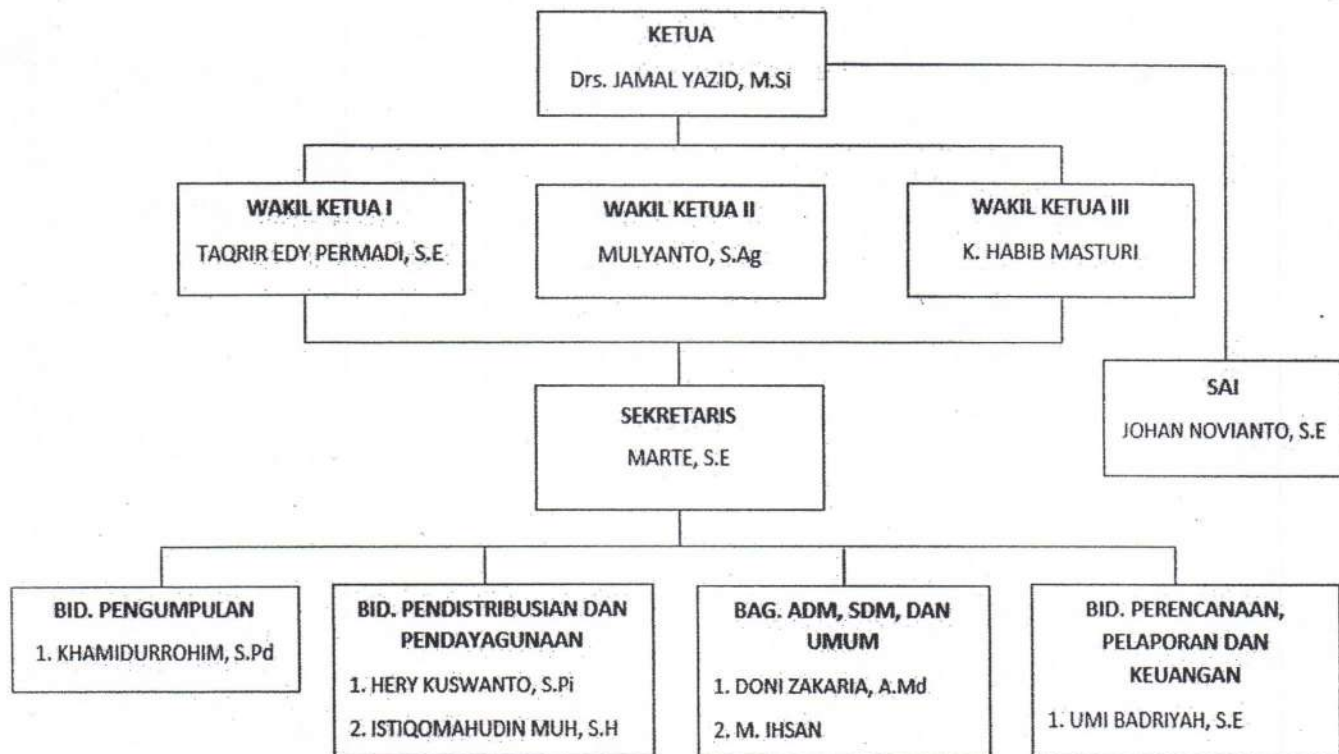 KETUA
Drs. JAMAL YAZID, M.Si
WAKIL KETUA I
TAQRIR EDY PERMADI, S.E
WAKIL KETUA II
MULYANTO, S.Ag
WAKIL KETUA III
K. HABIB MASTURI
SEKRETARIS
MARTE, S.E
SAI
JOHAN NOVIANTO, S.E
BID. PENGUMPULAN
1. KHAMIDURROHIM, S.Pd
BID. PENDISTRIBUSIAN DAN
PENDAYAGUNAAN
1. HERY KUSWANTO, S.Pi
2. ISTIQOMAHUDIN MUH, S.H
BAG. ADM, SDM, DAN
UMUM
1. DONI ZAKARIA, A.Md
2. M. IHSAN
BID. PERENCANAAN,
PELAPORAN DAN
KEUANGAN
1. UMI BADRIYAH, S.E